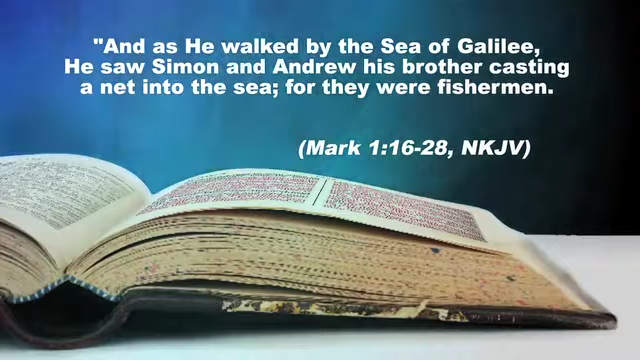 "And as He walked by the Sea of Galilee,
He saw Simon and Andrew his brother casting
a net into the sea; for they were fishermen.
(Mark 1:16-28, NKJV)